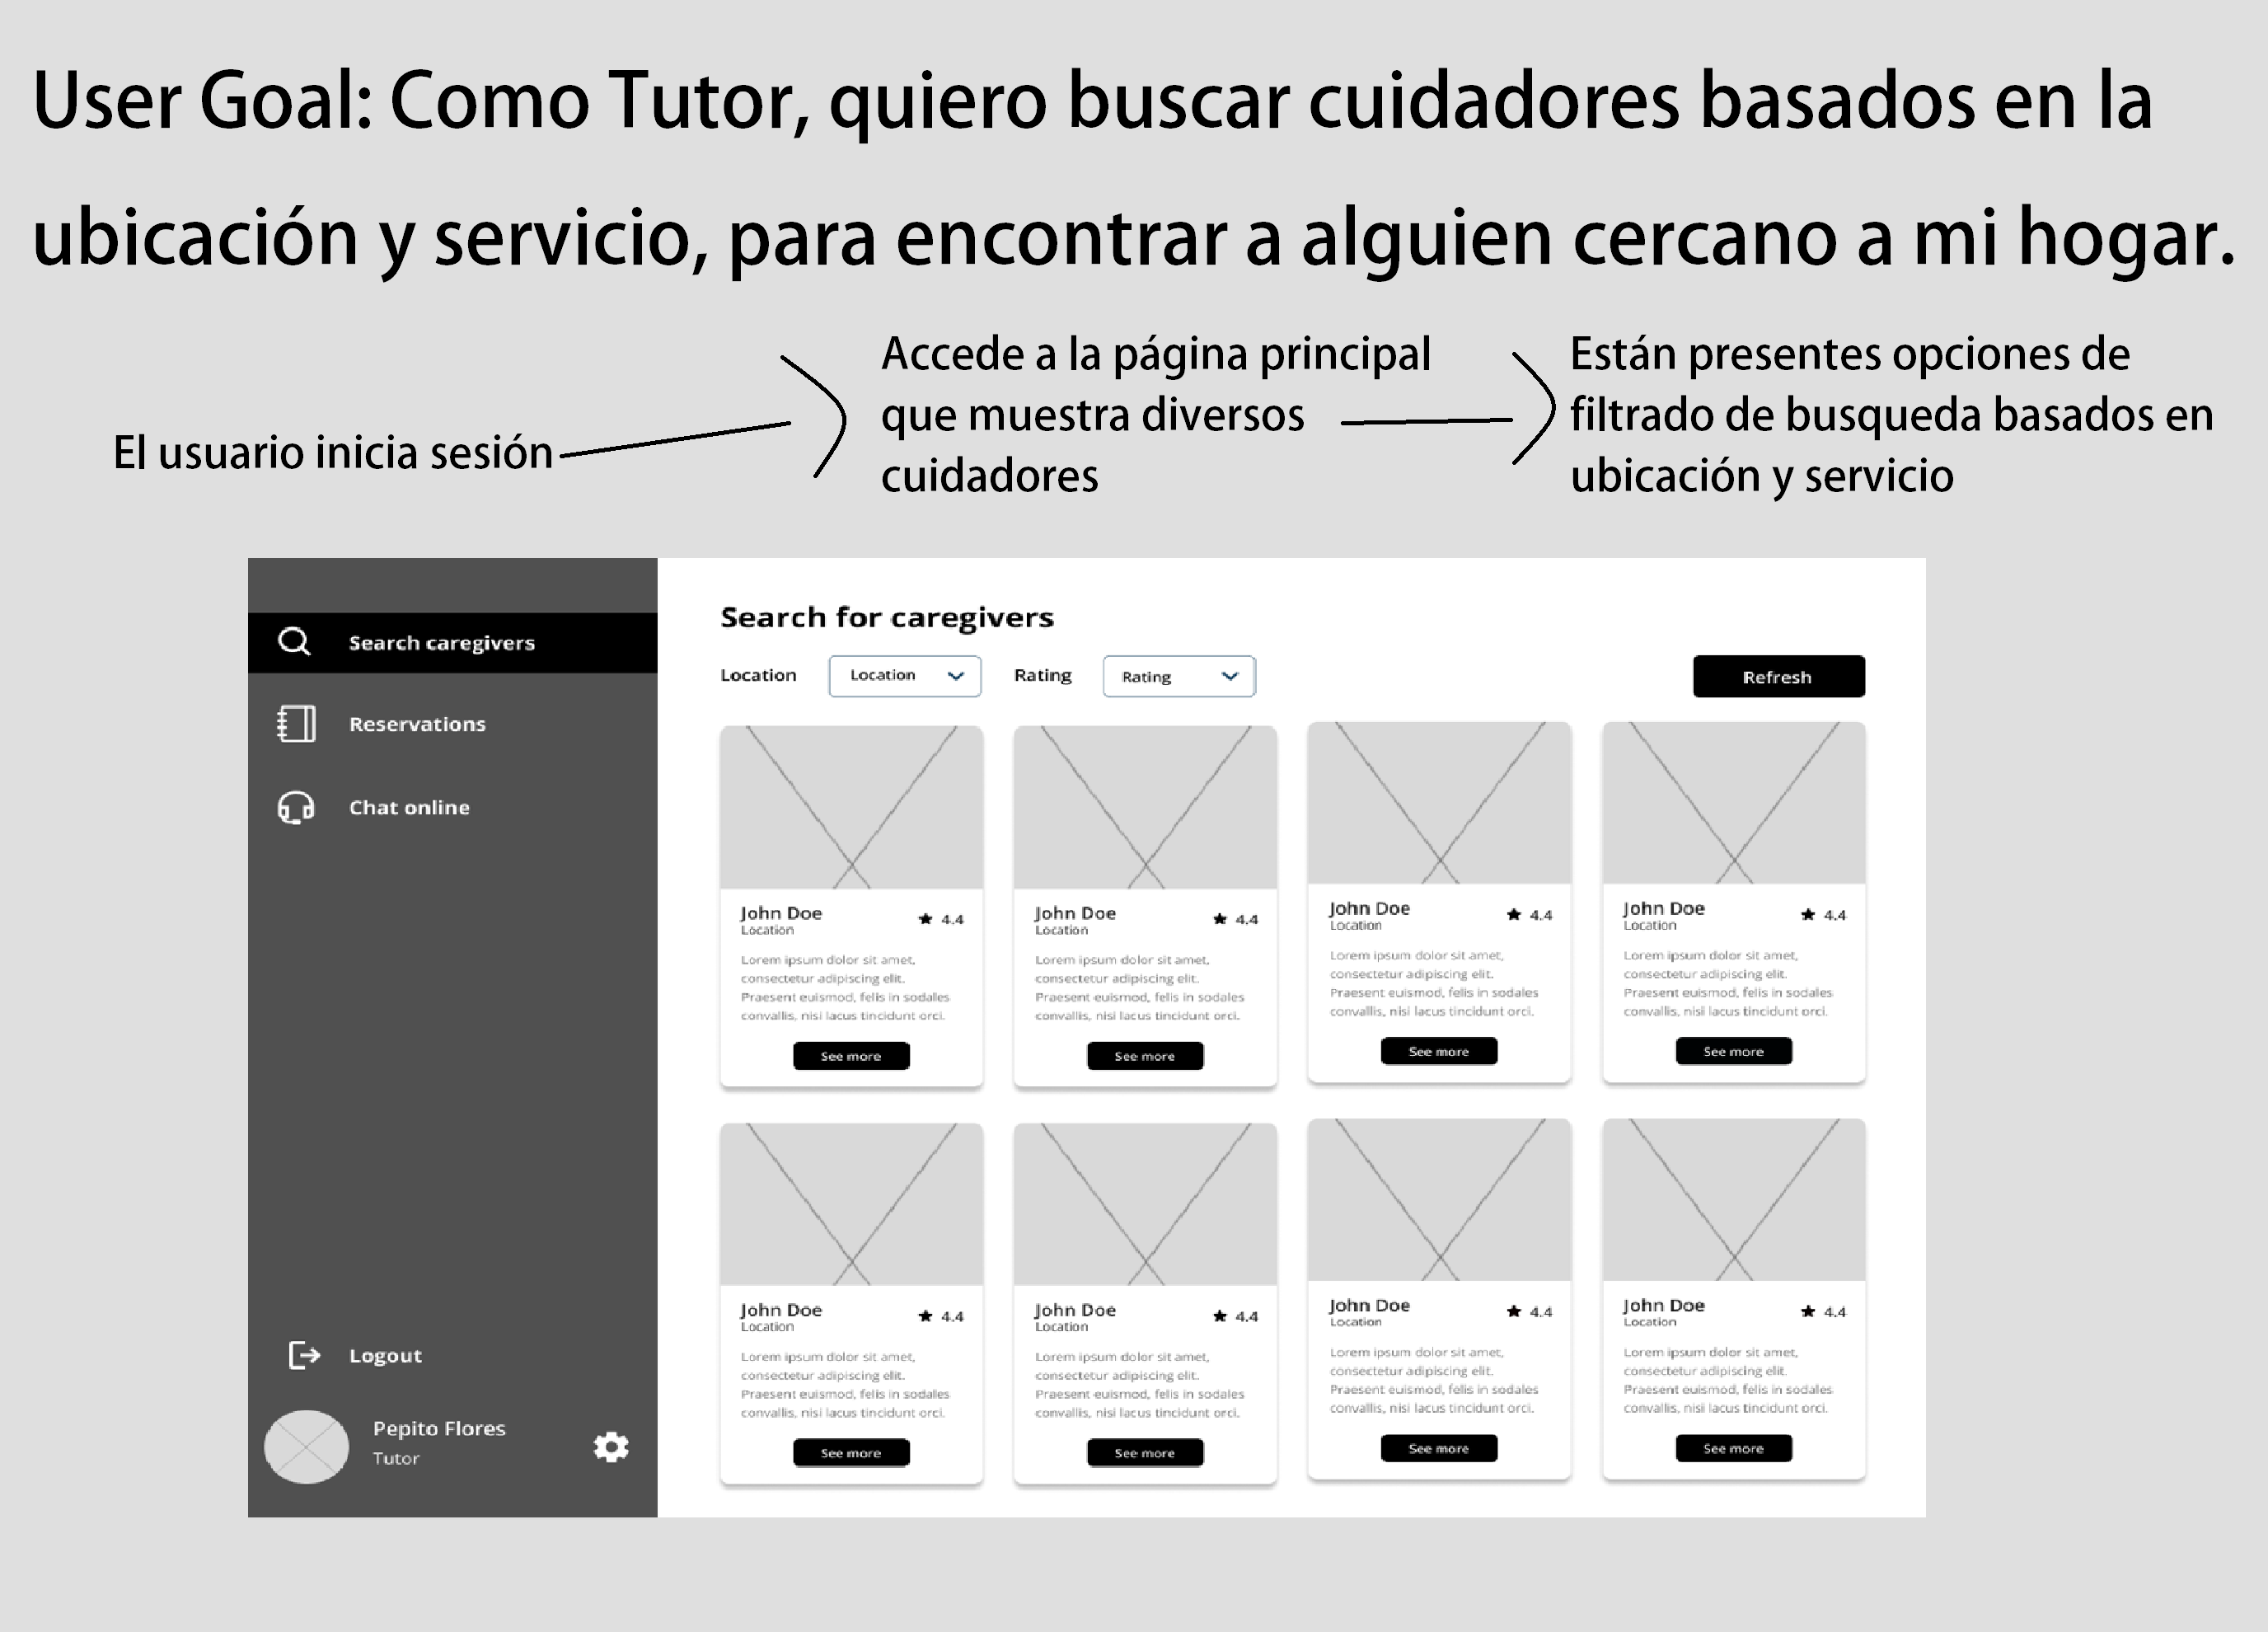 User Goal: Como Tutor, quiero buscar cuidadores basados en la
ubicación y servicio, para encontrar a alguien cercano a mi hogar.
El usuario inicia sesión
Accede a la página principal
que muestra diversos
cuidadores
Están presentes opciones de
filtrado de busqueda basados en
ubicación y servicio
Search caregivers
Reservations
Chat online
Logout
Pepito Flores
Tutor
Search for caregivers
Location
Location
Rating
Rating
Refresh
John Doe
4.4
Location
Lorem ipsum dolor sit amet,
consectetur adipiscing elit.
Praesent euismod, felis in sodales
convallis, nisi lacus tincidunt orci.
See more
John Doe
4.4
Location
Lorem ipsum dolor sit amet,
consectetur adipiscing elit.
Praesent euismod, felis in sodales
convallis, nisi lacus tincidunt orci.
See more
John Doe
4.4
Location
Lorem ipsum dolor sit amet,
consectetur adipiscing elit.
Praesent euismod, felis in sodales
convallis, nisi lacus tincidunt orci.
See more
John Doe
4.4
Location
Lorem ipsum dolor sit amet,
consectetur adipiscing elit.
Praesent euismod, felis in sodales
convallis, nisi lacus tincidunt orci.
See more
John Doe
4.4
Location
Lorem ipsum dolor sit amet,
consectetur adipiscing elit.
Praesent euismod, felis in sodales
convallis, nisi lacus tincidunt orci.
See more
John Doe
4.4
Location
Lorem ipsum dolor sit amet,
consectetur adipiscing elit.
Praesent euismod, felis in sodales
convallis, nisi lacus tincidunt orci.
See more
John Doe
4.4
Location
Lorem ipsum dolor sit amet,
consectetur adipiscing elit.
Praesent euismod, felis in sodales
convallis, nisi lacus tincidunt orci.
See more
John Doe
4.4
Location
Lorem ipsum dolor sit amet,
consectetur adipiscing elit.
Praesent euismod, felis in sodales
convallis, nisi lacus tincidunt orci.
See more